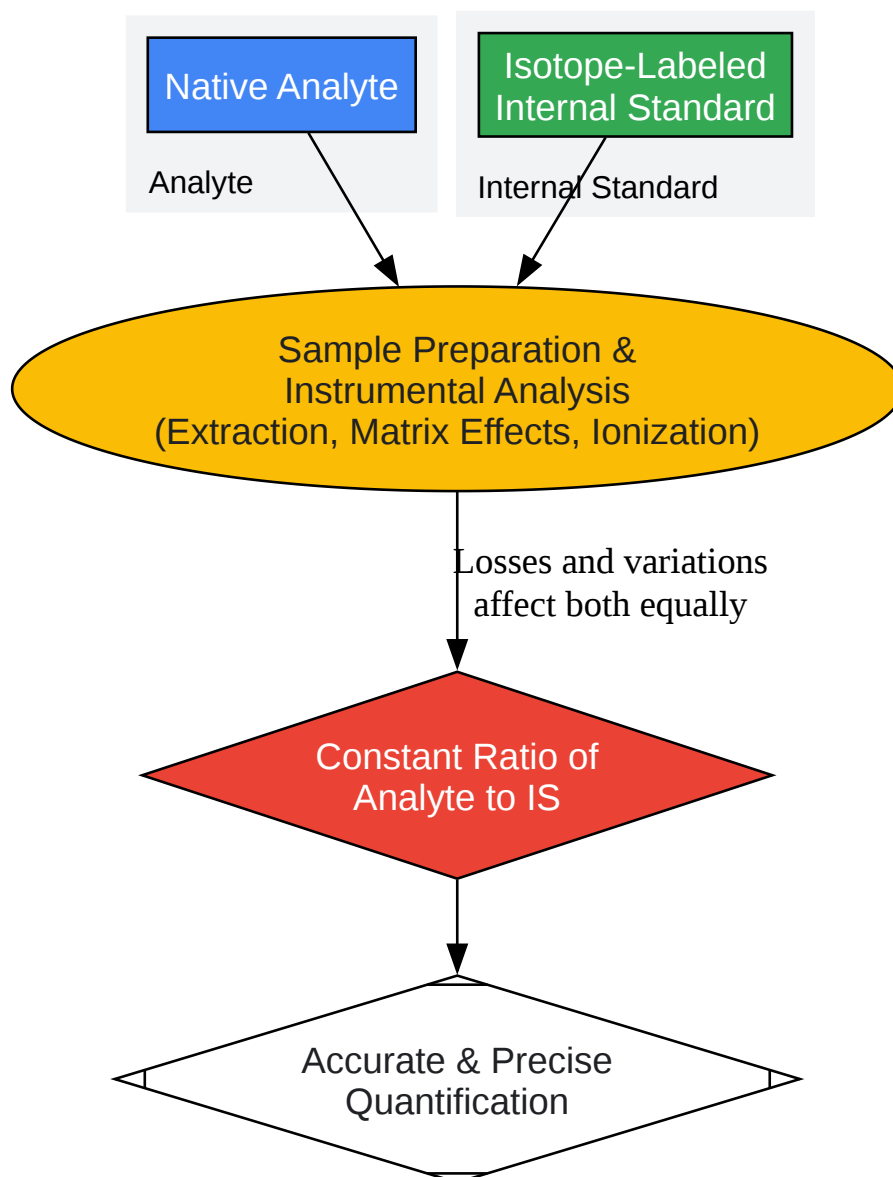 Native Analyte
Isotope-Labeled
Internal Standard
Analyte
Internal Standard
Sample Preparation &
Instrumental Analysis
(Extraction, Matrix Effects, Ionization)
Losses and variations
affect both equally
Constant Ratio of
Analyte to IS
Accurate & Precise
Quantification